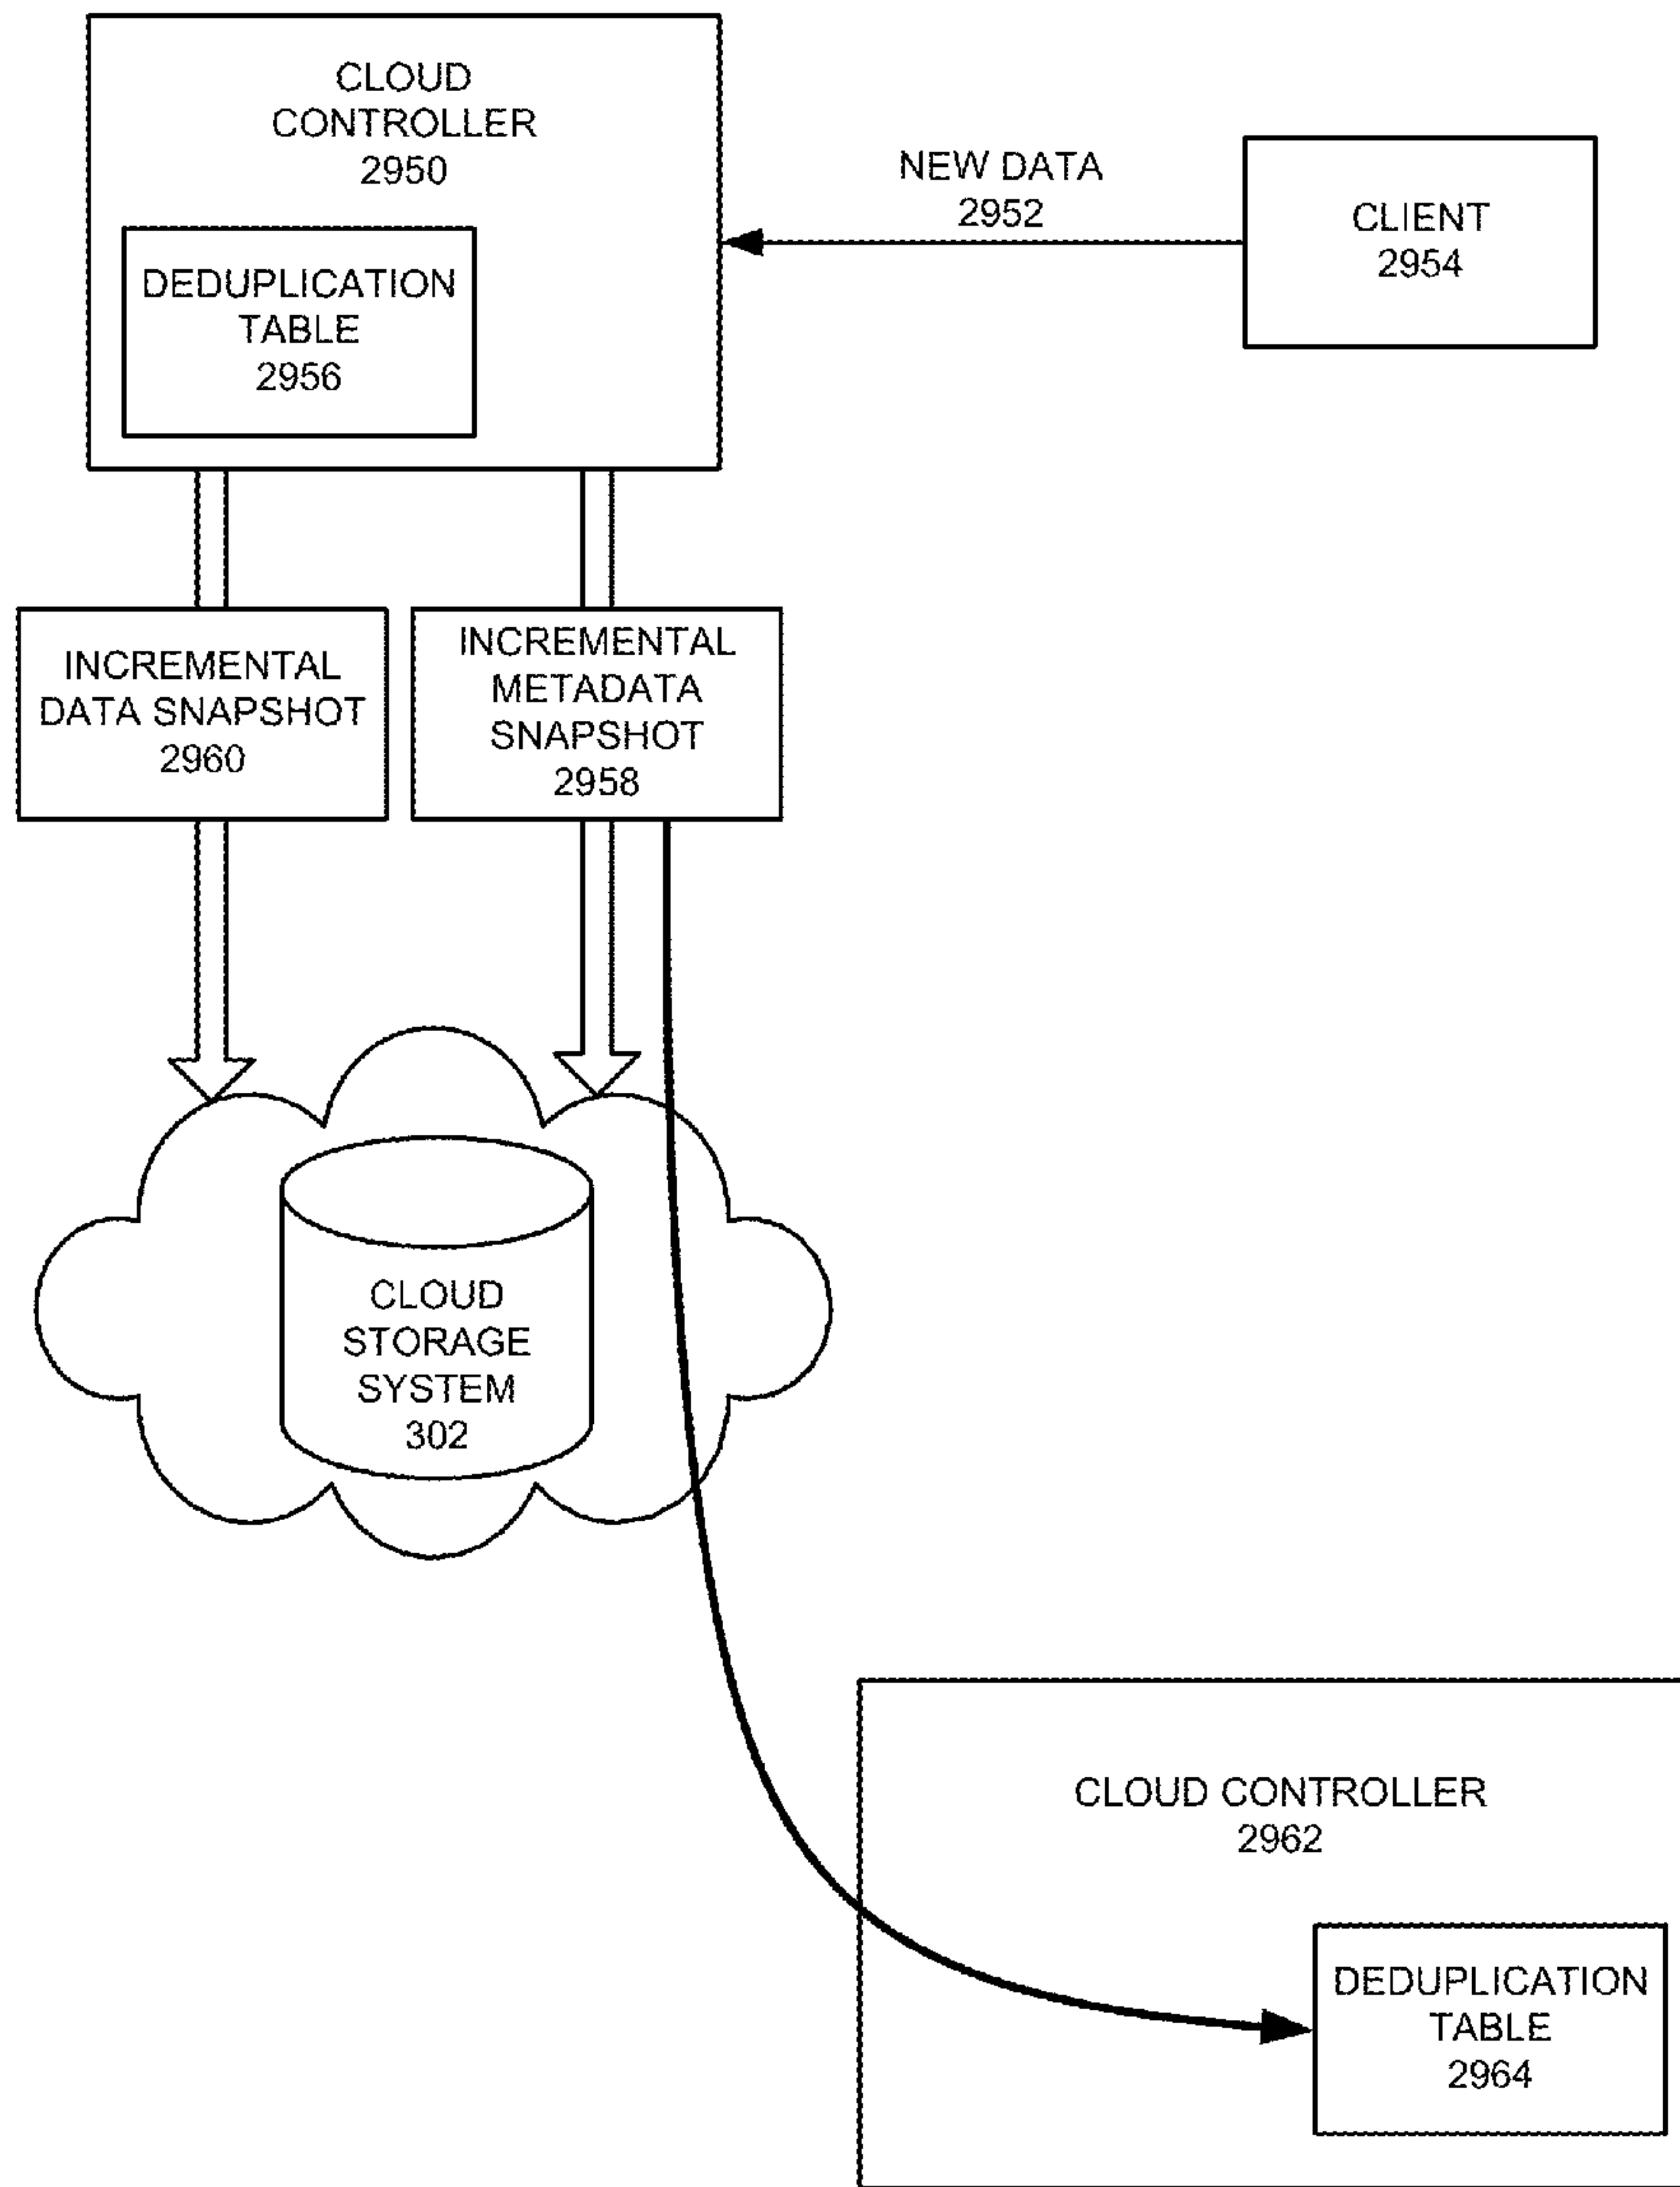 CLOUD
CONTROLLER
2950
NEW DATA
2952
CLIENT
2954
DEDUPLICATION
TABLE
2956
INCREMENTAL
DATA SNAPSHOT
2960
INCREMENTAL
METADATA
SNAPSHOT
2958
CLOUD
STORAGE
SYSTEM
302
CLOUD CONTROLLER
2962
DEDUPLICATION
TABLE
2964